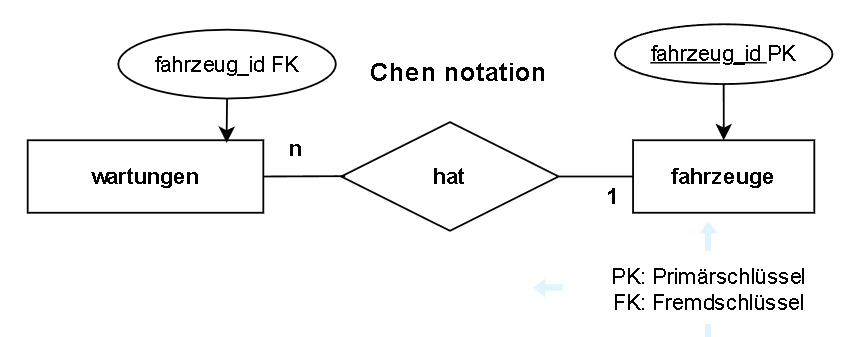 fahrzeug_id FK
Chen notation
fahrzeug_id PK
wartungen
n
hat
1
fahrzeuge
PK: Primärschlüssel
FK: Fremdschlüssel